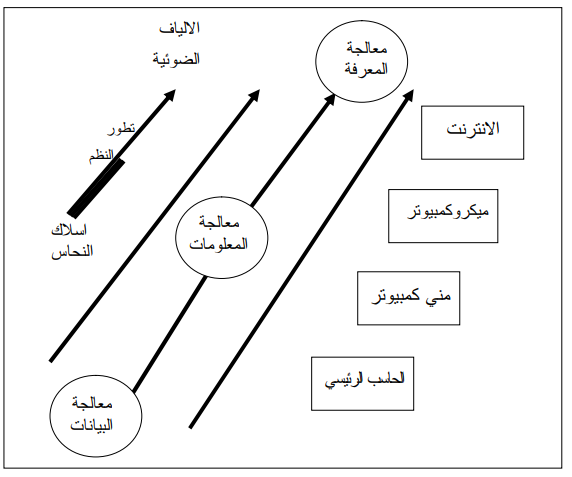 الالياف
الضوئية
معالجة
المعرفة
تطور
النظم
الانترنت
ميكروكمبيوتر
اسلاك
النحاس
معالجة
المعلومات
مني كمبيوتر
الحاسب الرئيسي
معالجة
البيانات